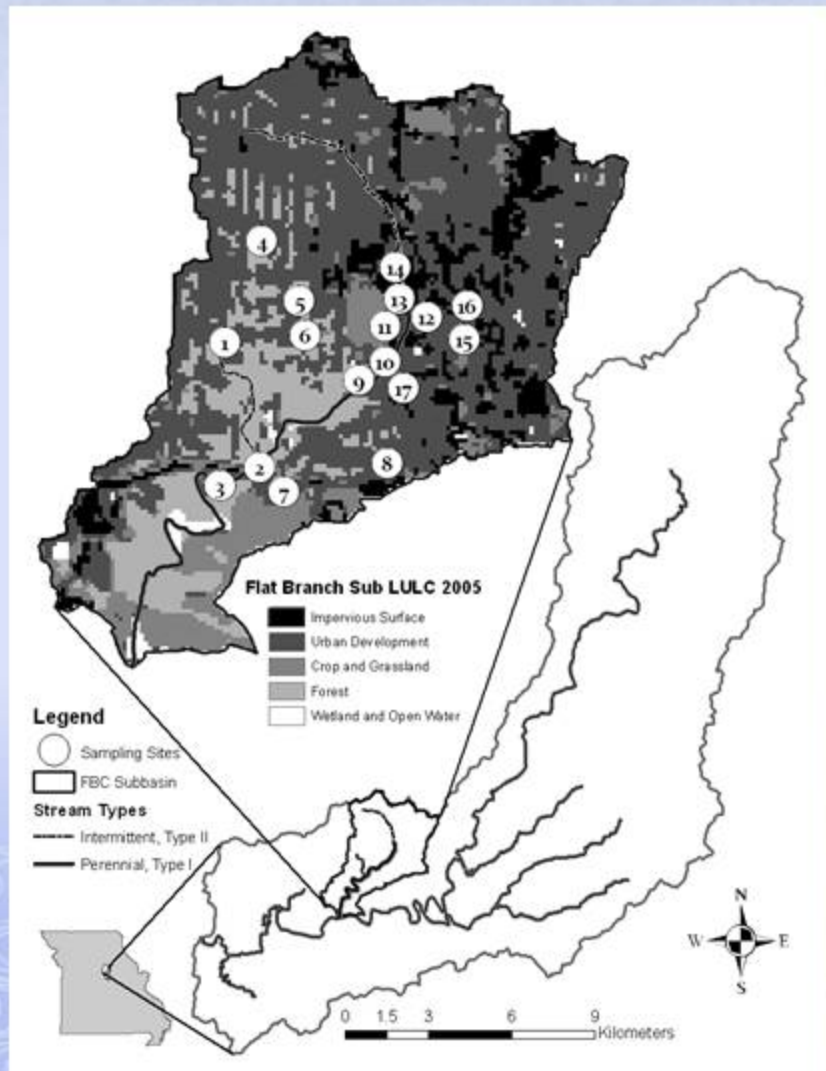 4
14
5
13
16
12
11
6
1
15
10
9
17
8
2
3
7
Flat Branch Sub LULC 2005
Impervious Surface
Urban Development
Crop and Grassland
Forest
Wetland and Open Water
Legend
Sampling Sites
FBC Subbasin
Stream Types
Intermittent, Type II
Perennial, Type I
N
W E
S
0 1.5 3 6 9
Kilometers